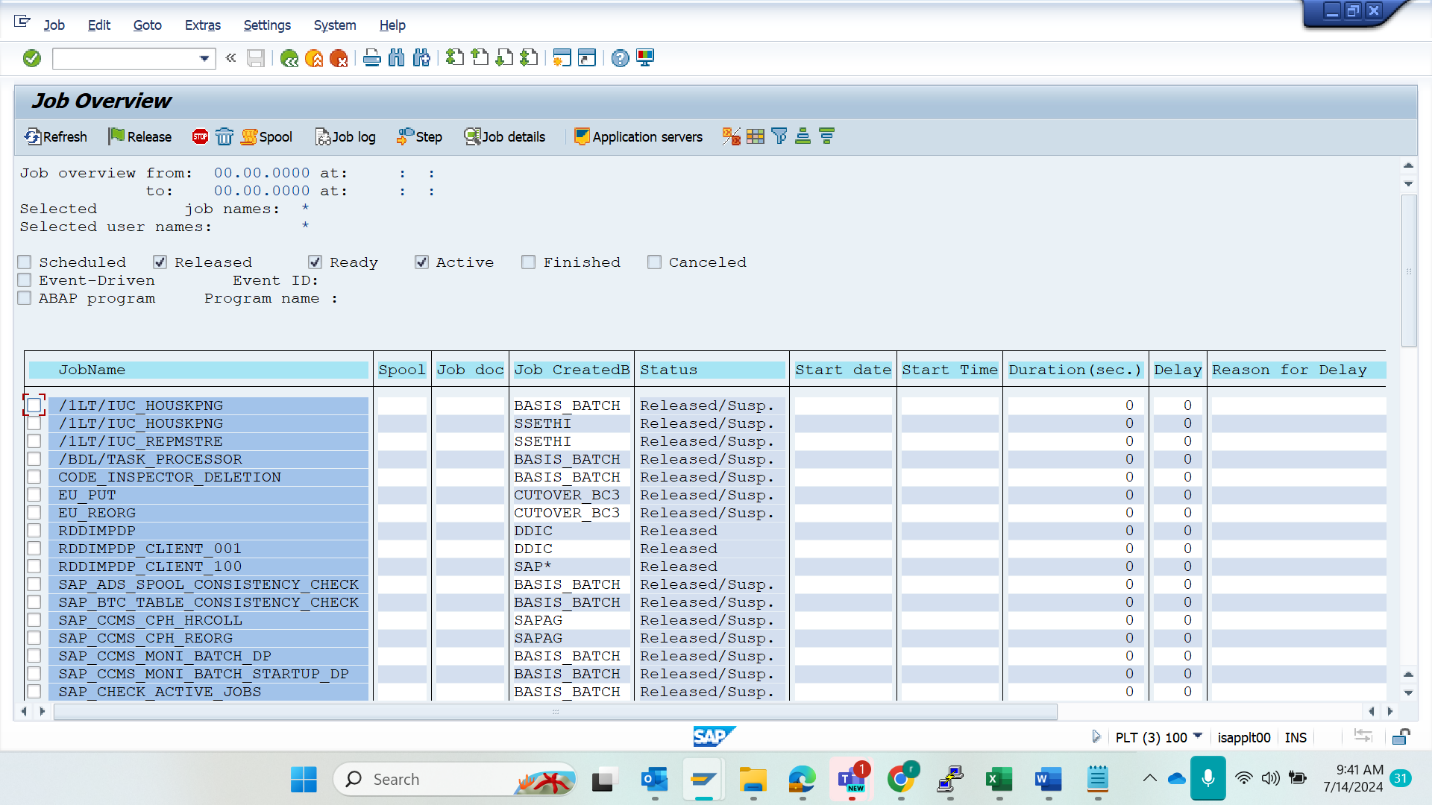 Job Edit Goto Extras Settings System Help
Job Overview
Refresh Release STOP Spool Job log Step Job details Application servers
Job overview from: 00.00.0000 at: : :
to: 00.00.0000 at: : :
Selected job names: *
Selected user names: *
Scheduled Released Ready Active Finished Canceled
Event-Driven Event ID:
ABAP program Program name :
JobName Spool Job doc Job CreatedB Status Start date Start Time Duration(sec.) Delay Reason for Delay
/1LT/IUC_HOUSKPNG BASIS_BATCH Released/Susp. 0 0
/1LT/IUC_HOUSKPNG SSETHI Released/Susp. 0 0
/1LT/IUC_REPMSTRE SSETHI Released/Susp. 0 0
/BDL/TASK_PROCESSOR BASIS_BATCH Released/Susp. 0 0
CODE_INSPECTOR_DELETION BASIS_BATCH Released/Susp. 0 0
EU_PUT CUTOVER_BC3 Released/Susp. 0 0
EU_REORG CUTOVER_BC3 Released/Susp. 0 0
RDDIMPDP DDIC Released 0 0
RDDIMPDP_CLIENT_001 DDIC Released 0 0
RDDIMPDP_CLIENT_100 SAP* Released 0 0
SAP_ADS_SPOOL_CONSISTENCY_CHECK BASIS_BATCH Released/Susp. 0 0
SAP_BTC_TABLE_CONSISTENCY_CHECK BASIS_BATCH Released/Susp. 0 0
SAP_CCMS_CPH_HRCOLL SAPAG Released/Susp. 0 0
SAP_CCMS_CPH_REORG SAPAG Released/Susp. 0 0
SAP_CCMS_MONI_BATCH_DP BASIS_BATCH Released/Susp. 0 0
SAP_CCMS_MONI_BATCH_STARTUP_DP BASIS_BATCH Released/Susp. 0 0
SAP_CHECK_ACTIVE_JOBS BASIS_BATCH Released/Susp. 0 0
SAP PLT (3) 100 isapplt00 INS
Search 1 NEW r 9:41 AM
7/14/2024 31